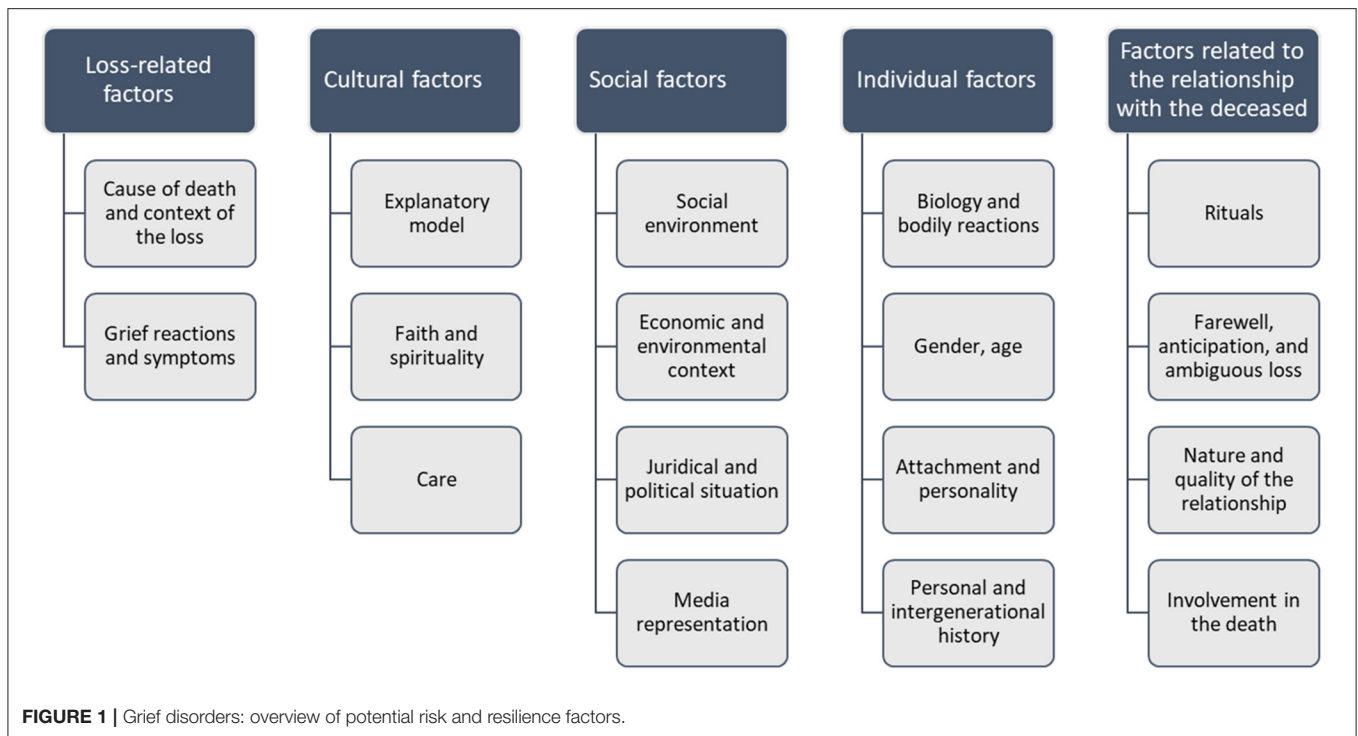 Loss-related
factors
Cause of death
and context of
the loss
Grief reactions
and symptoms
Cultural factors
Explanatory
model
Faith and
spirituality
Care
Social factors
Social
environment
Economic and
environmental
context
Juridical and
political situation
Media
representation
Individual factors
Biology and
bodily reactions
Gender, age
Attachment and
personality
Personal and
intergenerational
history
Factors related to
the relationship
with the deceased
Rituals
Farewell,
anticipation, and
ambiguous loss
Nature and
quality of the
relationship
Involvement in
the death
FIGURE 1 | Grief disorders: overview of potential risk and resilience factors.